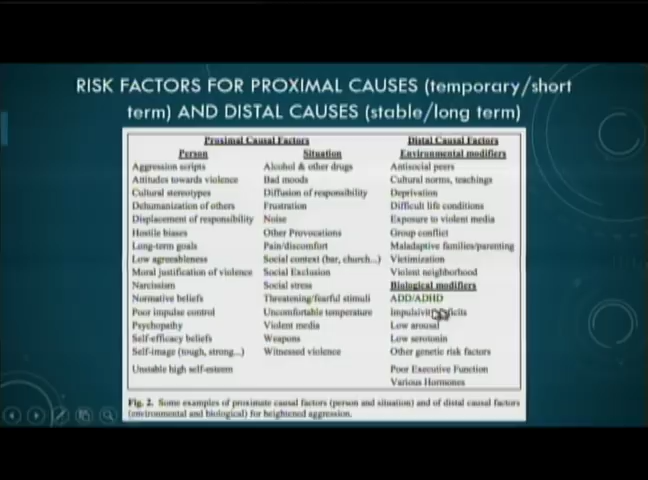 RISK FACTORS FOR PROXIMAL CAUSES (temporary/short
term) AND DISTAL CAUSES (stable/long term)
Proximal Causal Factors Distal Causal Factors
Person Situation Environmental modifiers
Aggression scripts Alcohol & other drugs Antisocial peers
Attitudes towards violence Bad moods Cultural norms, teachings
Cultural stereotypes Diffusion of responsibility Deprivation
Dehumanization of others Frustration Difficult life conditions
Displacement of responsibility Noise Exposure to violent media
Hostile biases Other Provocations Group conflict
Long-term goals Pain/discomfort Maladaptive families/parenting
Low agreeableness Social context (bar, church...) Victimization
Moral justification of violence Social Exclusion Violent neighborhood
Narcissism Social stress Biological modifiers
Normative beliefs Threatening/fearful stimuli ADD/ADHD
Poor impulse control Uncomfortable temperature Impulsivity deficits
Psychopathy Violent media Low arousal
Self-efficacy beliefs Weapons Low serotonin
Self-image (tough, strong...) Witnessed violence Other genetic risk factors
Unstable high self-esteem Poor Executive Function
Various Hormones
Fig. 2. Some examples of proximate causal factors (person and situation) and of distal causal factors
(environmental and biological) for heightened aggression.